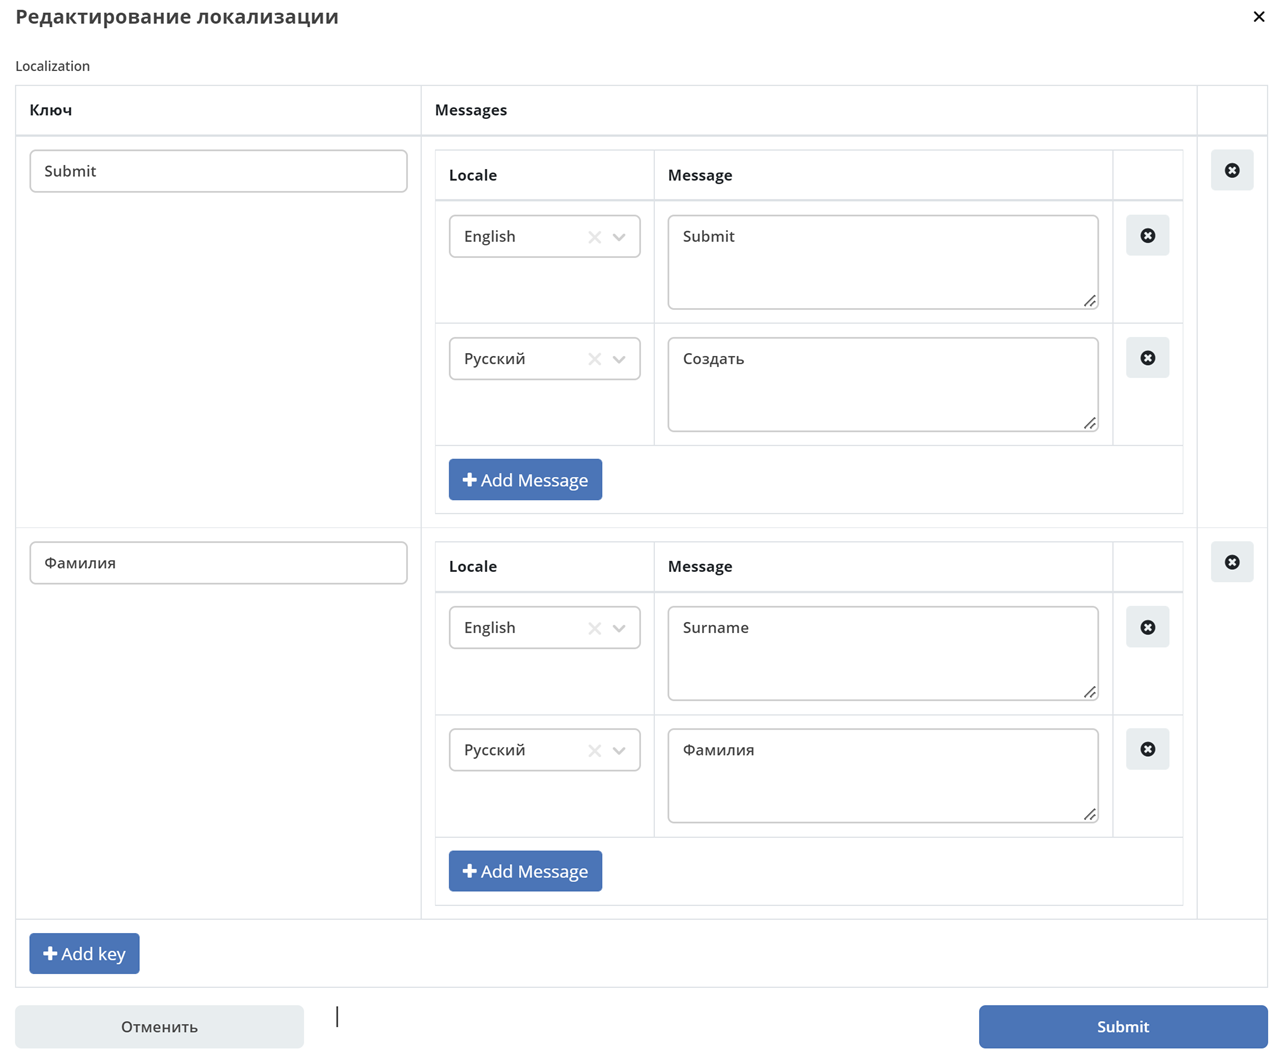 Редактирование локализации
Localization
Ключ Messages
Submit
Locale Message
English Submit
Русский Создать
Add Message
Фамилия
Locale Message
English Surname
Русский Фамилия
Add Message
Add key
Отменить Submit